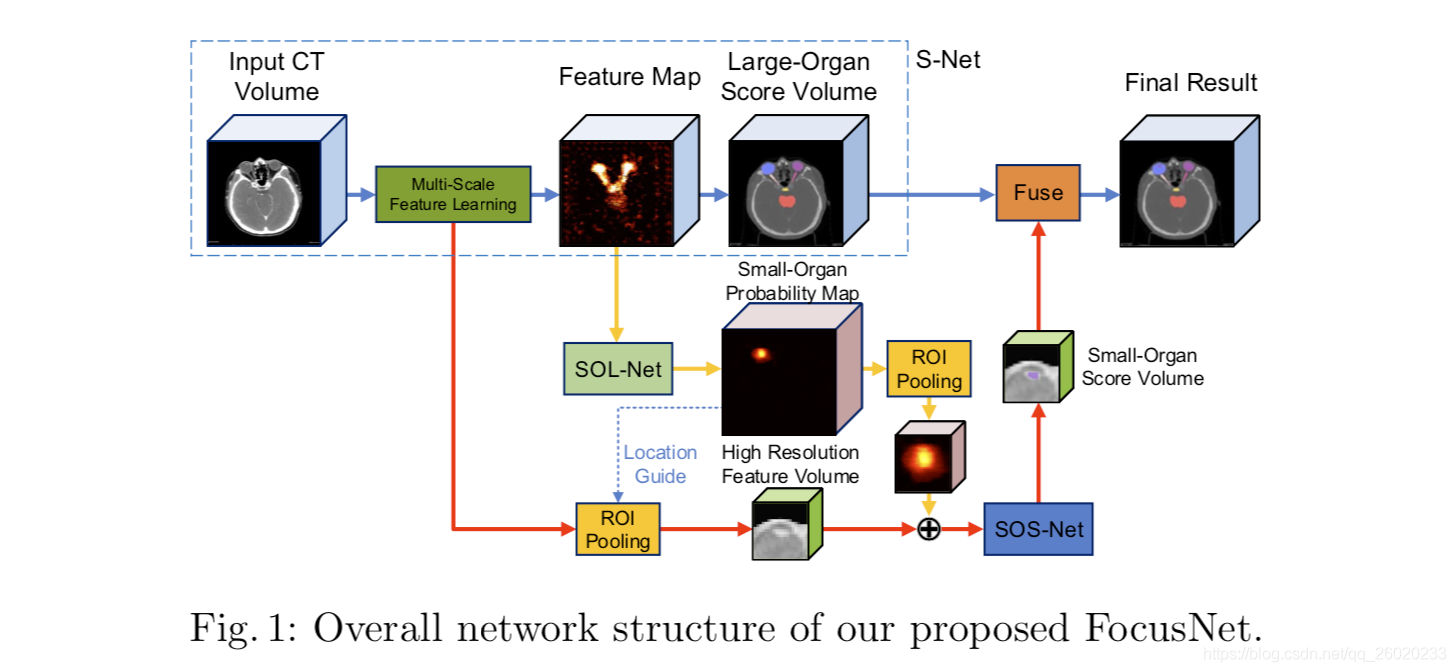 Input CT
Volume
Feature Map
Large-Organ
Score Volume
S-Net
Final Result
Multi-Scale
Feature Learning
Fuse
Small-Organ
Probability Map
SOL-Net
ROI
Pooling
Small-Organ
Score Volume
Location
Guide
High Resolution
Feature Volume
ROI
Pooling
SOS-Net
Fig. 1: Overall network structure of our proposed FocusNet.
https://blog.csdn.net/qq_26020233